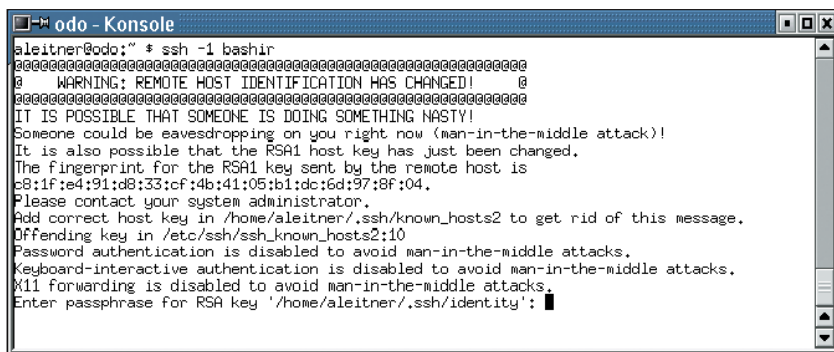 odo - Konsole
aleitner@odo:~ $ ssh -1 bashir
@@@@@@@@@@@@@@@@@@@@@@@@@@@@@@@@@@@@@@@@@@@@@@@@@@@@@@@@@@@
@    WARNING: REMOTE HOST IDENTIFICATION HAS CHANGED!     @
@@@@@@@@@@@@@@@@@@@@@@@@@@@@@@@@@@@@@@@@@@@@@@@@@@@@@@@@@@@
IT IS POSSIBLE THAT SOMEONE IS DOING SOMETHING NASTY!
Someone could be eavesdropping on you right now (man-in-the-middle attack)!
It is also possible that the RSA1 host key has just been changed.
The fingerprint for the RSA1 key sent by the remote host is
c8:1f:e4:91:d8:33:cf:4b:41:05:b1:dc:6d:97:8f:04.
Please contact your system administrator.
Add correct host key in /home/aleitner/.ssh/known_hosts2 to get rid of this message.
Offending key in /etc/ssh/ssh_known_hosts2:10
Password authentication is disabled to avoid man-in-the-middle attacks.
Keyboard-interactive authentication is disabled to avoid man-in-the-middle attacks.
X11 forwarding is disabled to avoid man-in-the-middle attacks.
Enter passphrase for RSA key '/home/aleitner/.ssh/identity':